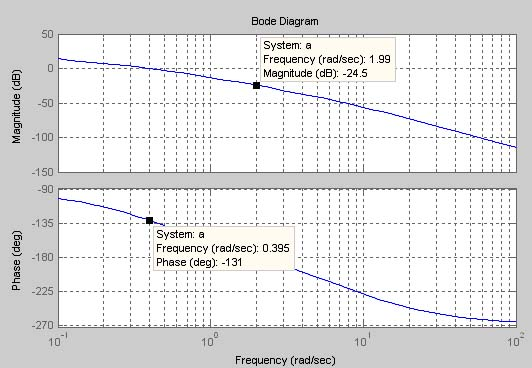 Bode Diagram
50
0
-50
-100
-150
Magnitude (dB)
System: a
Frequency (rad/sec): 1.99
Magnitude (dB): -24.5
-90
-135
-180
-225
-270
Phase (deg)
System: a
Frequency (rad/sec): 0.395
Phase (deg): -131
10^-1
10^0
10^1
10^2
Frequency (rad/sec)